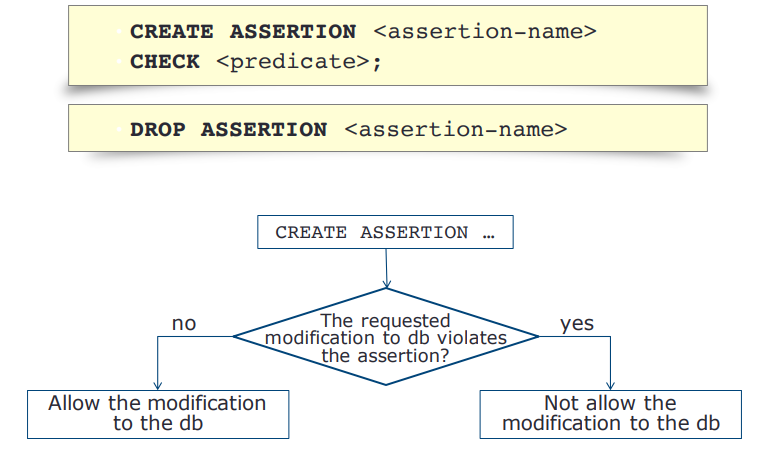 CREATE ASSERTION <assertion-name>
CHECK <predicate>;
DROP ASSERTION <assertion-name>
CREATE ASSERTION …
no
The requested
modification to db violates
the assertion?
yes
Allow the modification
to the db
Not allow the
modification to the db